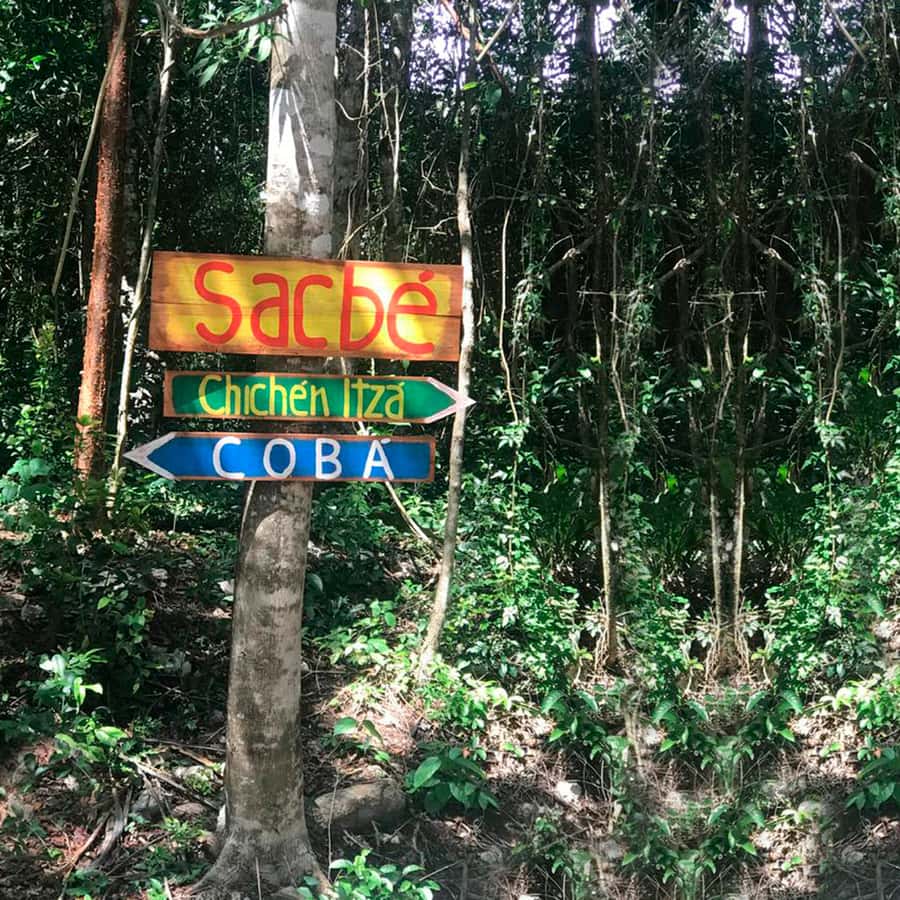 Sacbé
Chichén Itzá
COBÁ